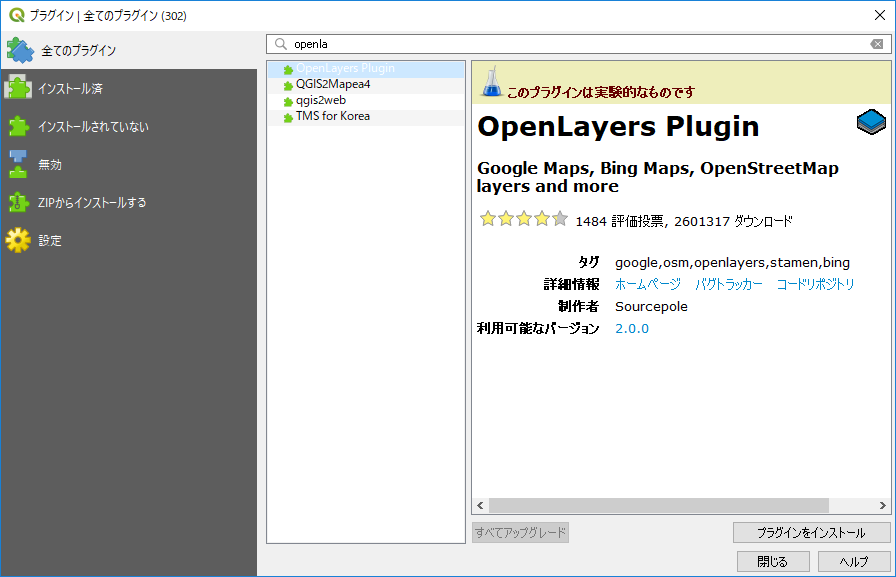 プラグイン | 全てのプラグイン (302)
全てのプラグイン
インストール済
インストールされていない
無効
ZIPからインストールする
設定
openla
OpenLayers Plugin
QGIS2Mapea4
qgis2web
TMS for Korea
このプラグインは実験的なものです
OpenLayers Plugin
Google Maps, Bing Maps, OpenStreetMap
layers and more
1484 評価投票, 2601317 ダウンロード
タグ google,osm,openlayers,stamen,bing
詳細情報 ホームページ バグトラッカー コードリポジトリ
制作者 Sourcepole
利用可能なバージョン 2.0.0
すべてアップグレード
プラグインをインストール
閉じる
ヘルプ